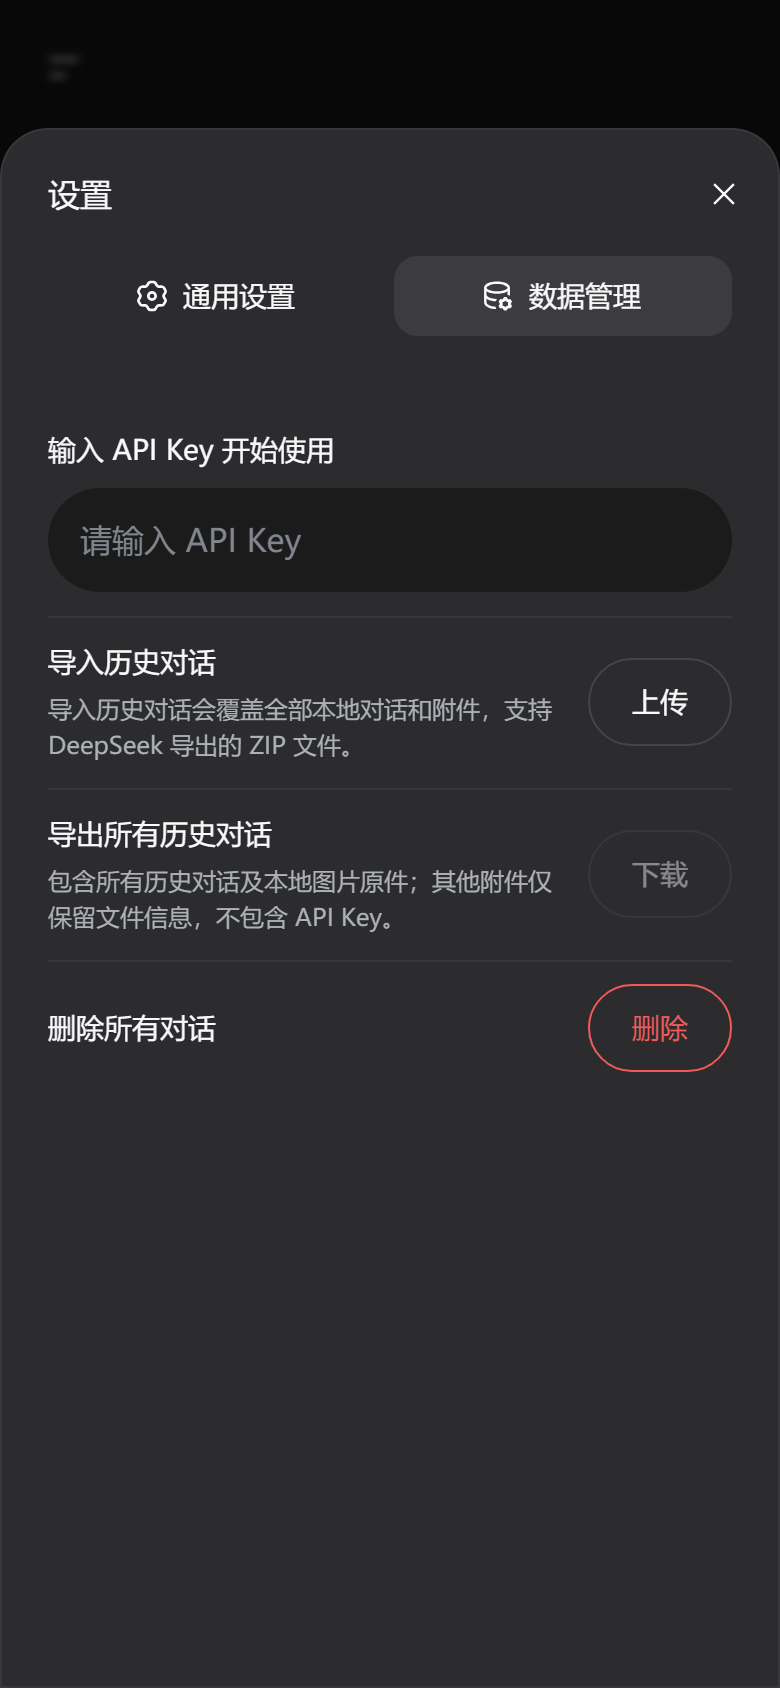 设置
通用设置
数据管理
输入 API Key 开始使用
请输入 API Key
导入历史对话
导入历史对话会覆盖全部本地对话和附件，支持
DeepSeek 导出的 ZIP 文件。
上传
导出所有历史对话
包含所有历史对话及本地图片原件；其他附件仅
保留文件信息，不包含 API Key。
下载
删除所有对话
删除